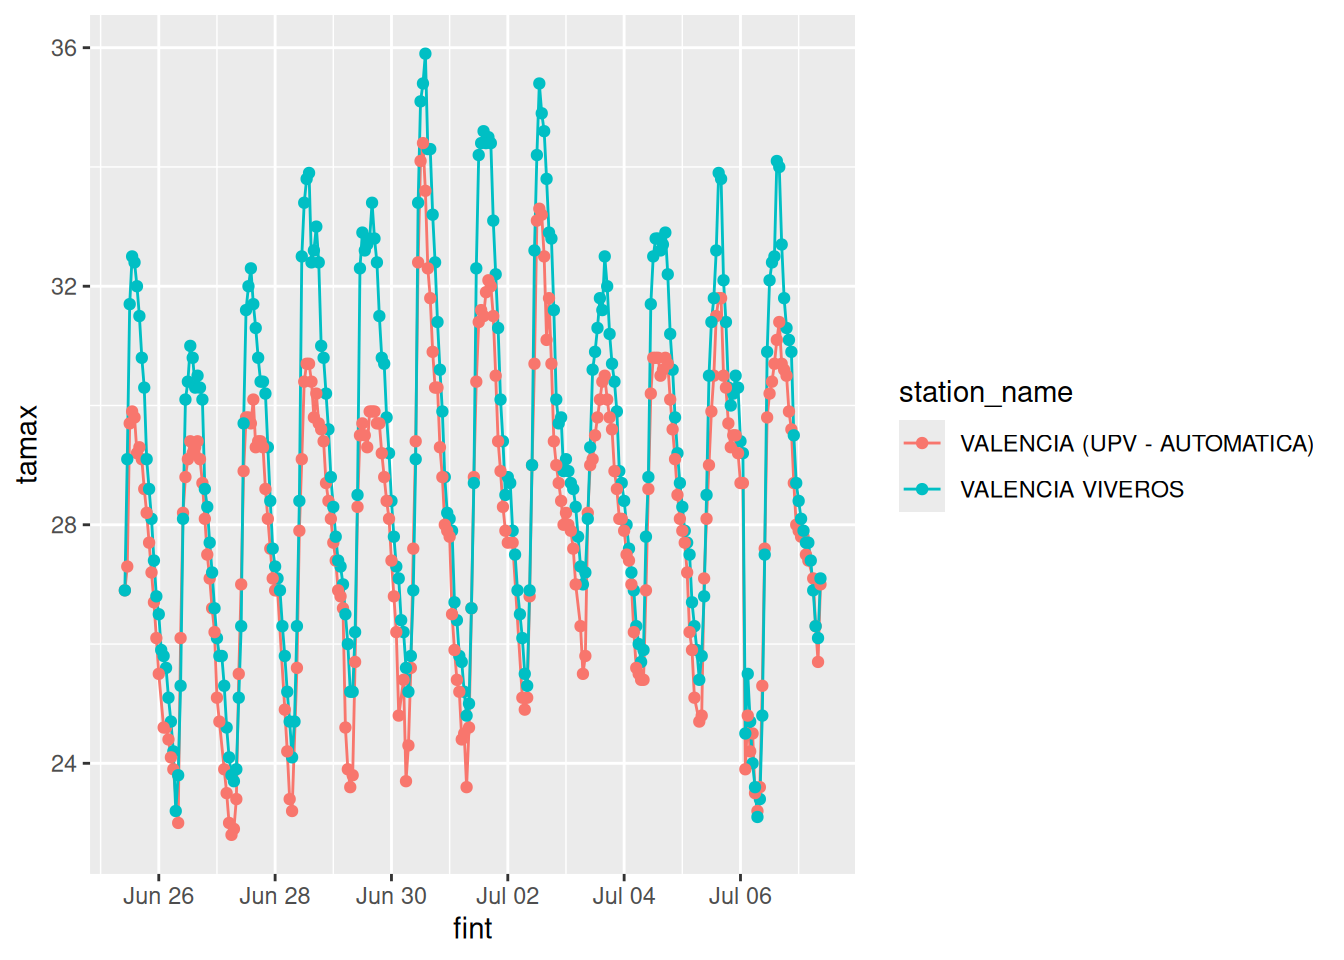 36
32
28
24
tamax
Jun 26
Jun 28
Jun 30
Jul 02
Jul 04
Jul 06
fint
station_name
VALENCIA (UPV - AUTOMATICA)
VALENCIA VIVEROS